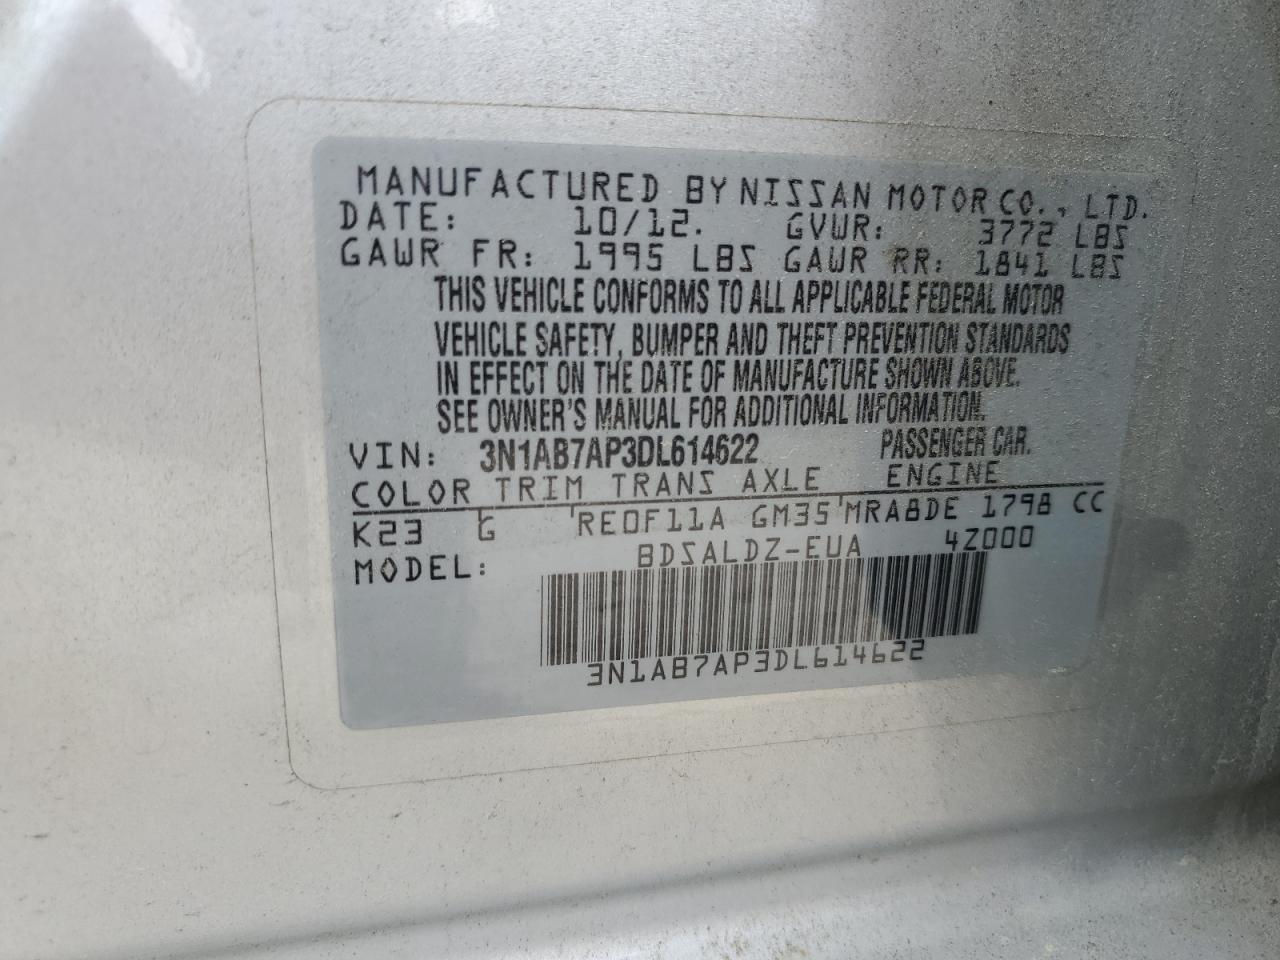 MANUFACTURED BY NISSAN MOTOR CO., LTD.
DATE: 10/12. GVWR: 3772 LBS
GAWR FR: 1995 LBS GAWR RR: 1841 LBS
THIS VEHICLE CONFORMS TO ALL APPLICABLE FEDERAL MOTOR
VEHICLE SAFETY, BUMPER AND THEFT PREVENTION STANDARDS
IN EFFECT ON THE DATE OF MANUFACTURE SHOWN ABOVE.
SEE OWNER'S MANUAL FOR ADDITIONAL INFORMATION.
VIN: 3N1AB7AP3DL614622 PASSENGER CAR.
COLOR TRIM TRANS AXLE ENGINE
K23 G RE0F11A GM35 MRA8DE 1798 CC
MODEL: BDSALDZ-EUA 4Z000
3N1AB7AP3DL614622